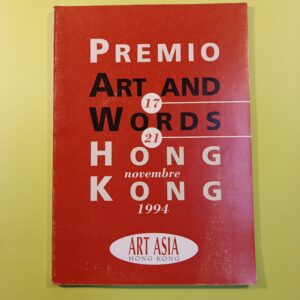 PREMIO
ART AND
17
WORDS
21
HONG
novembre
KONG
1994
ART ASIA
HONG KONG